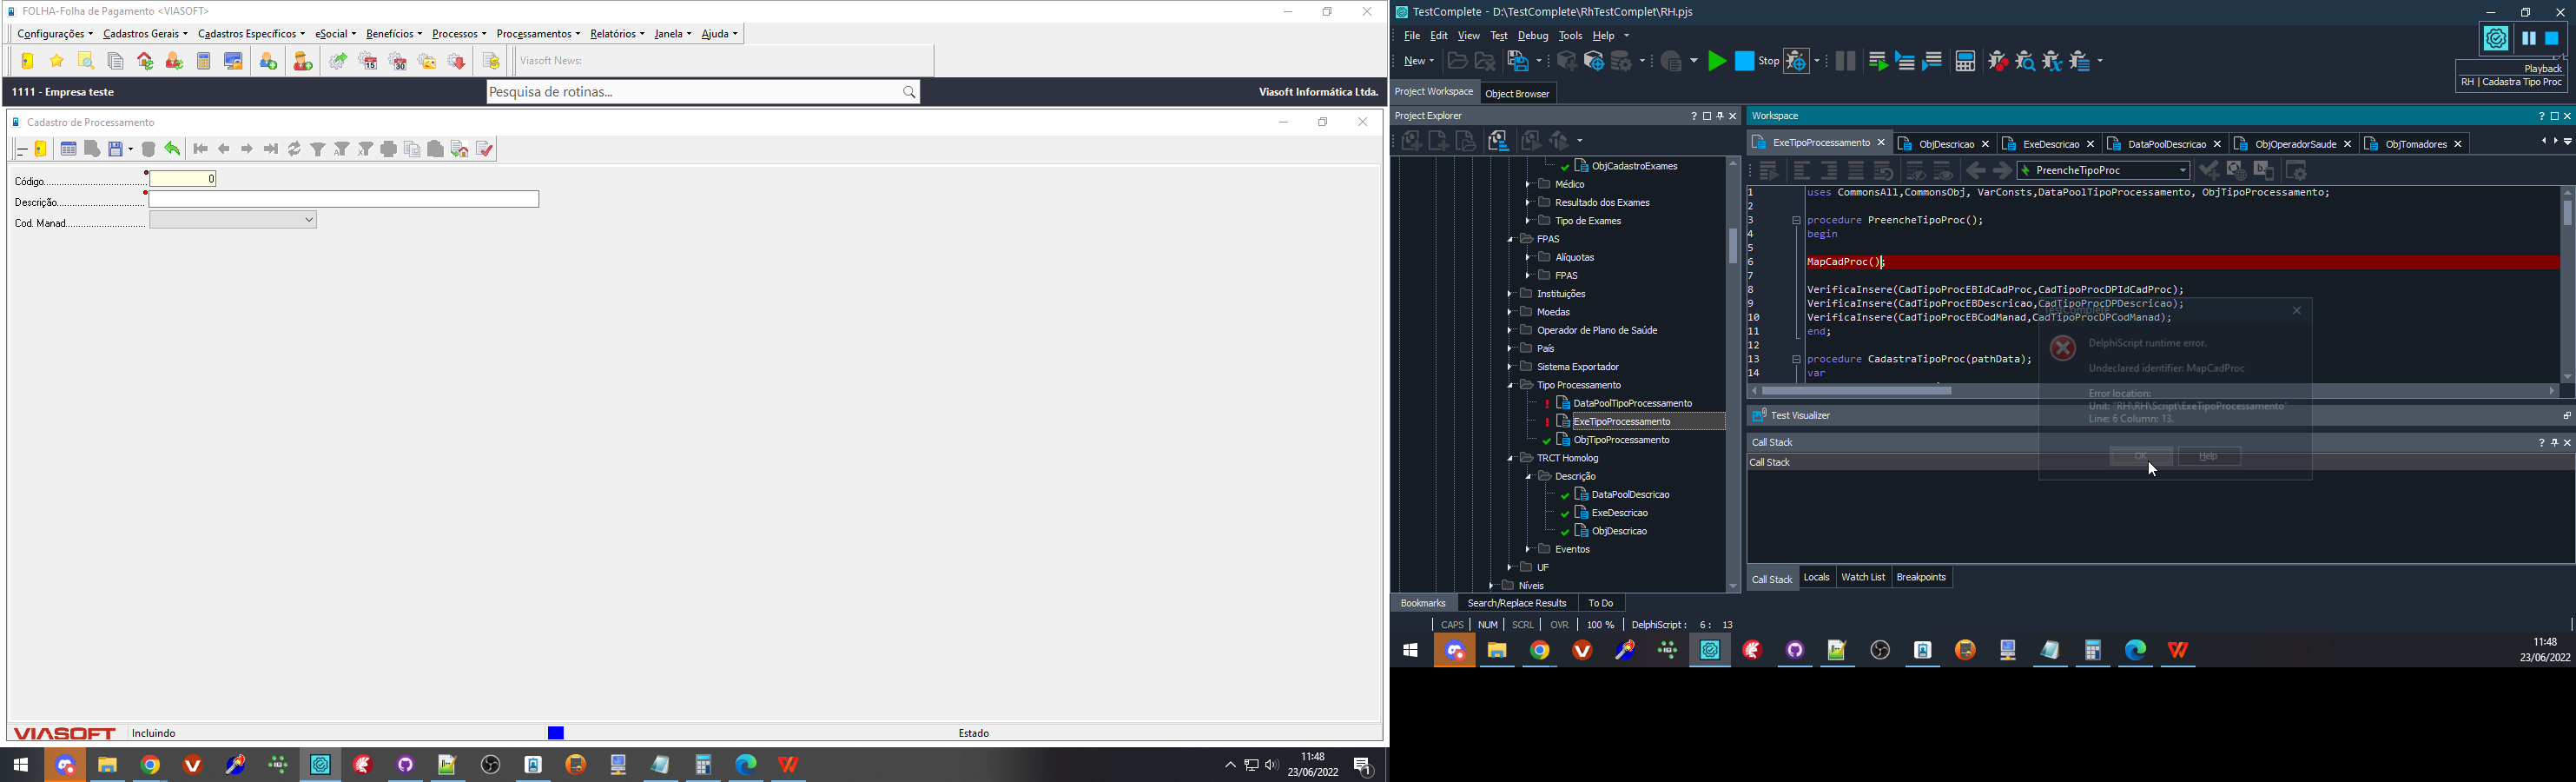 FOLHA-Folha de Pagamento <VIASOFT>
Configurações Cadastros Gerais Cadastros Específicos eSocial Benefícios Processos Processamentos Relatórios Janela Ajuda
Viasoft News:
1111 - Empresa teste
Pesquisa de rotinas...
Viasoft Informática Ltda.
Cadastro de Processamento
Código
0
Descrição
Cod. Manad
VIASOFT
Incluindo
Estado
11:48
23/06/2022
TestComplete - D:\TestComplete\RhTestComplet\RH.pjs
File Edit View Test Debug Tools Help
New
Stop
Playback
RH | Cadastra Tipo Proc
Project Workspace
Object Browser
Project Explorer
ObjCadastroExames
Médico
Resultado dos Exames
Tipo de Exames
FPAS
Alíquotas
FPAS
Instituições
Moedas
Operador de Plano de Saúde
País
Sistema Exportador
Tipo Processamento
DataPoolTipoProcessamento
ExeTipoProcessamento
ObjTipoProcessamento
TRCT Homolog
Descrição
DataPoolDescricao
ExeDescricao
ObjDescricao
Eventos
UF
Níveis
Workspace
ExeTipoProcessamento
ObjDescricao
ExeDescricao
DataPoolDescricao
ObjOperadorSaude
ObjTomadores
PreencheTipoProc
1 uses CommonsAll,CommonsObj, VarConsts,DataPoolTipoProcessamento, ObjTipoProcessamento;
2
3 procedure PreencheTipoProc();
4 begin
5
6 MapCadProc();
7
8 VerificaInsere(CadTipoProcEBIdCadProc,CadTipoProcDPIdCadProc);
9 VerificaInsere(CadTipoProcEBDescricao,CadTipoProcDPDescricao);
10 VerificaInsere(CadTipoProcEBCodManad,CadTipoProcDPCodManad);
11 end;
12
13 procedure CadastraTipoProc(pathData);
14 var
TestComplete
DelphiScript runtime error.
Undeclared identifier: MapCadProc
Error location:
Unit: "RH\RH\Script\ExeTipoProcessamento"
Line: 6 Column: 13.
OK
Help
Test Visualizer
Call Stack
Call Stack
Call Stack Locals Watch List Breakpoints
Bookmarks Search/Replace Results To Do
CAPS NUM SCRL OVR 100 % DelphiScript : 6 : 13
11:48
23/06/2022